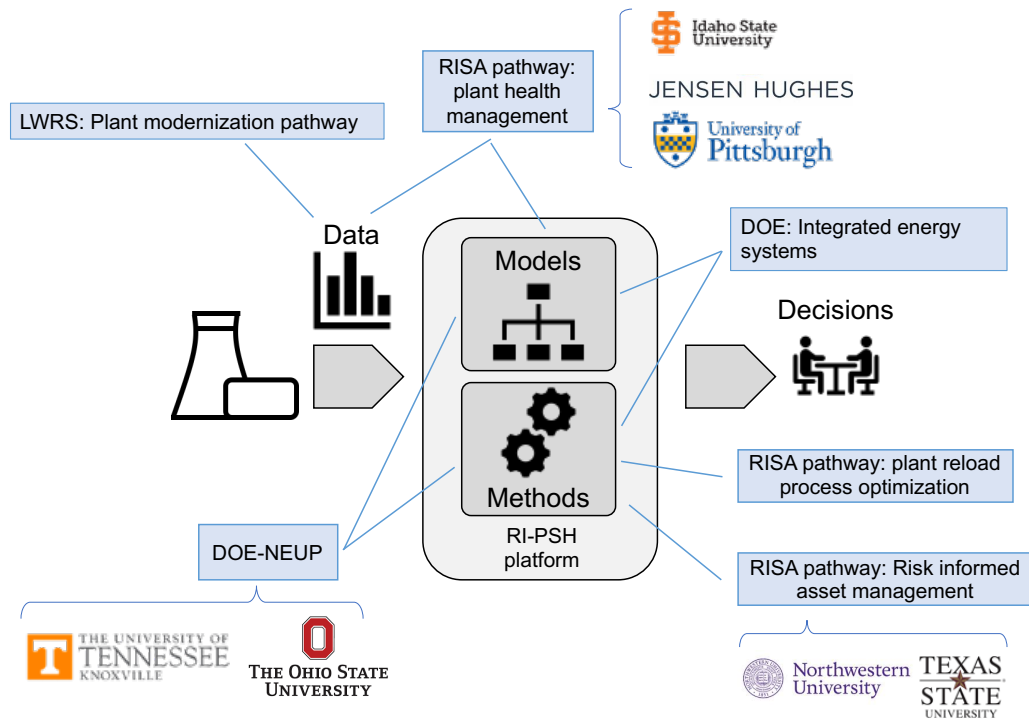 Idaho State
University
RISA pathway:
plant health
management
JENSEN HUGHES
LWRS: Plant modernization pathway
University of
Pittsburgh
Data
DOE: Integrated energy
systems
Models
Decisions
Methods
RISA pathway: plant reload
process optimization
RI-PSH
platform
DOE-NEUP
RISA pathway: Risk informed
asset management
THE UNIVERSITY OF
TENNESSEE
KNOXVILLE
THE OHIO STATE
UNIVERSITY
Northwestern
University
TEXAS
STATE
UNIVERSITY